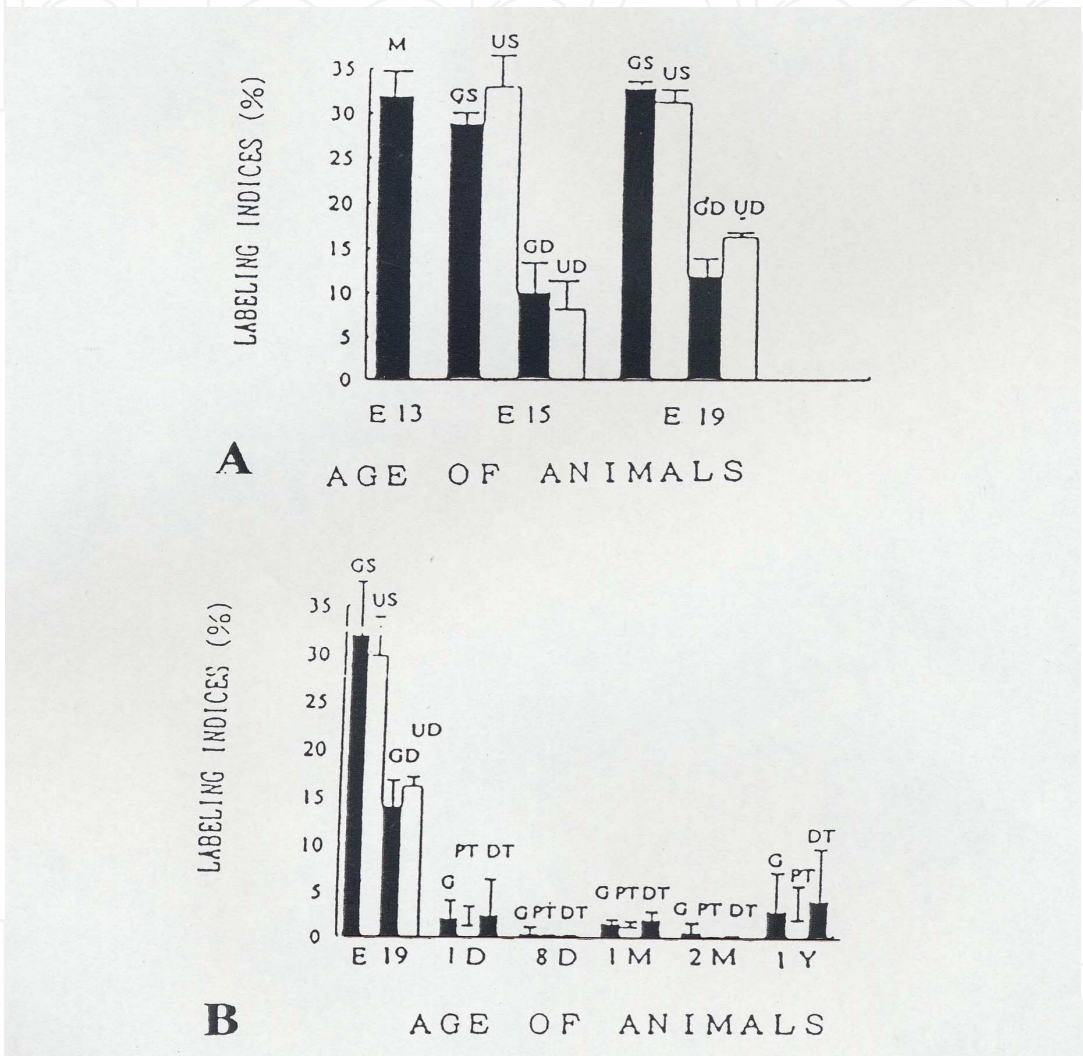 M
US
GS
GS
US
GD
UD
GD
UD
LABELING INDICES (%)
35
30
25
20
15
10
5
0
E 13
E 15
E 19
A
AGE OF ANIMALS
GS
US
GD
UD
G
PT
DT
G
PT
DT
G
PT
DT
G
PT
DT
G
PT
DT
LABELING INDICES (%)
35
30
25
20
15
10
5
0
E 19
1 D
8 D
1 M
2 M
1 Y
B
AGE OF ANIMALS